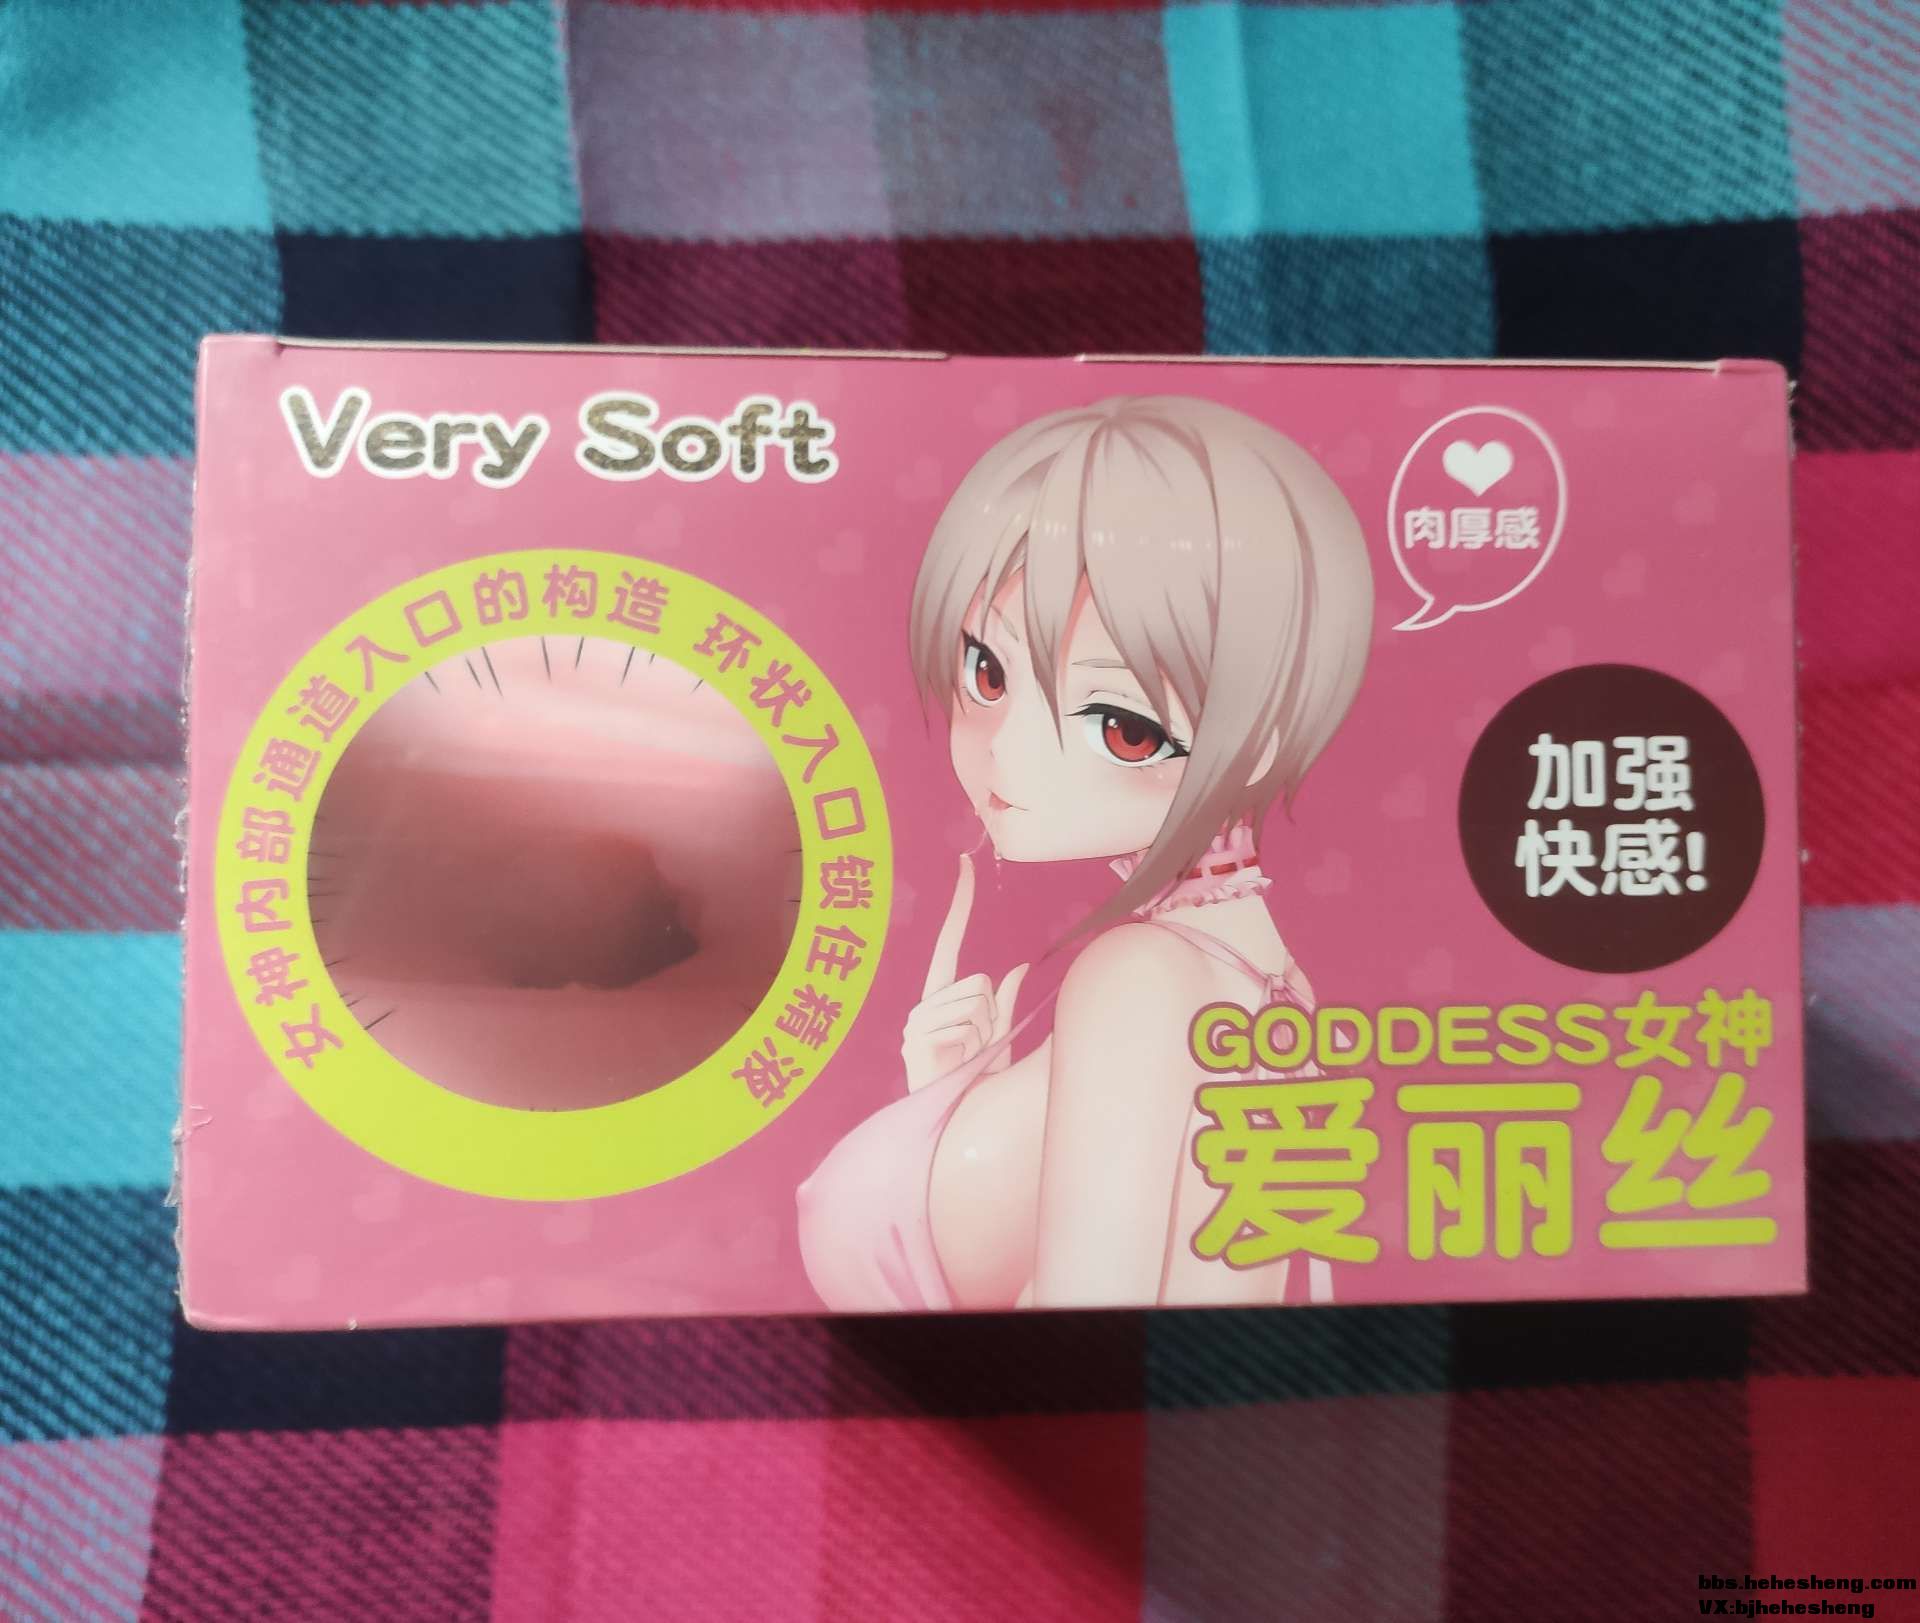 Very Soft
肉厚感
女神内部通道入口的构造 环状入口锁住精液
加强
快感!
GODDESS女神
爱丽丝
bbs.hehesheng.com
VX:bjhehesheng